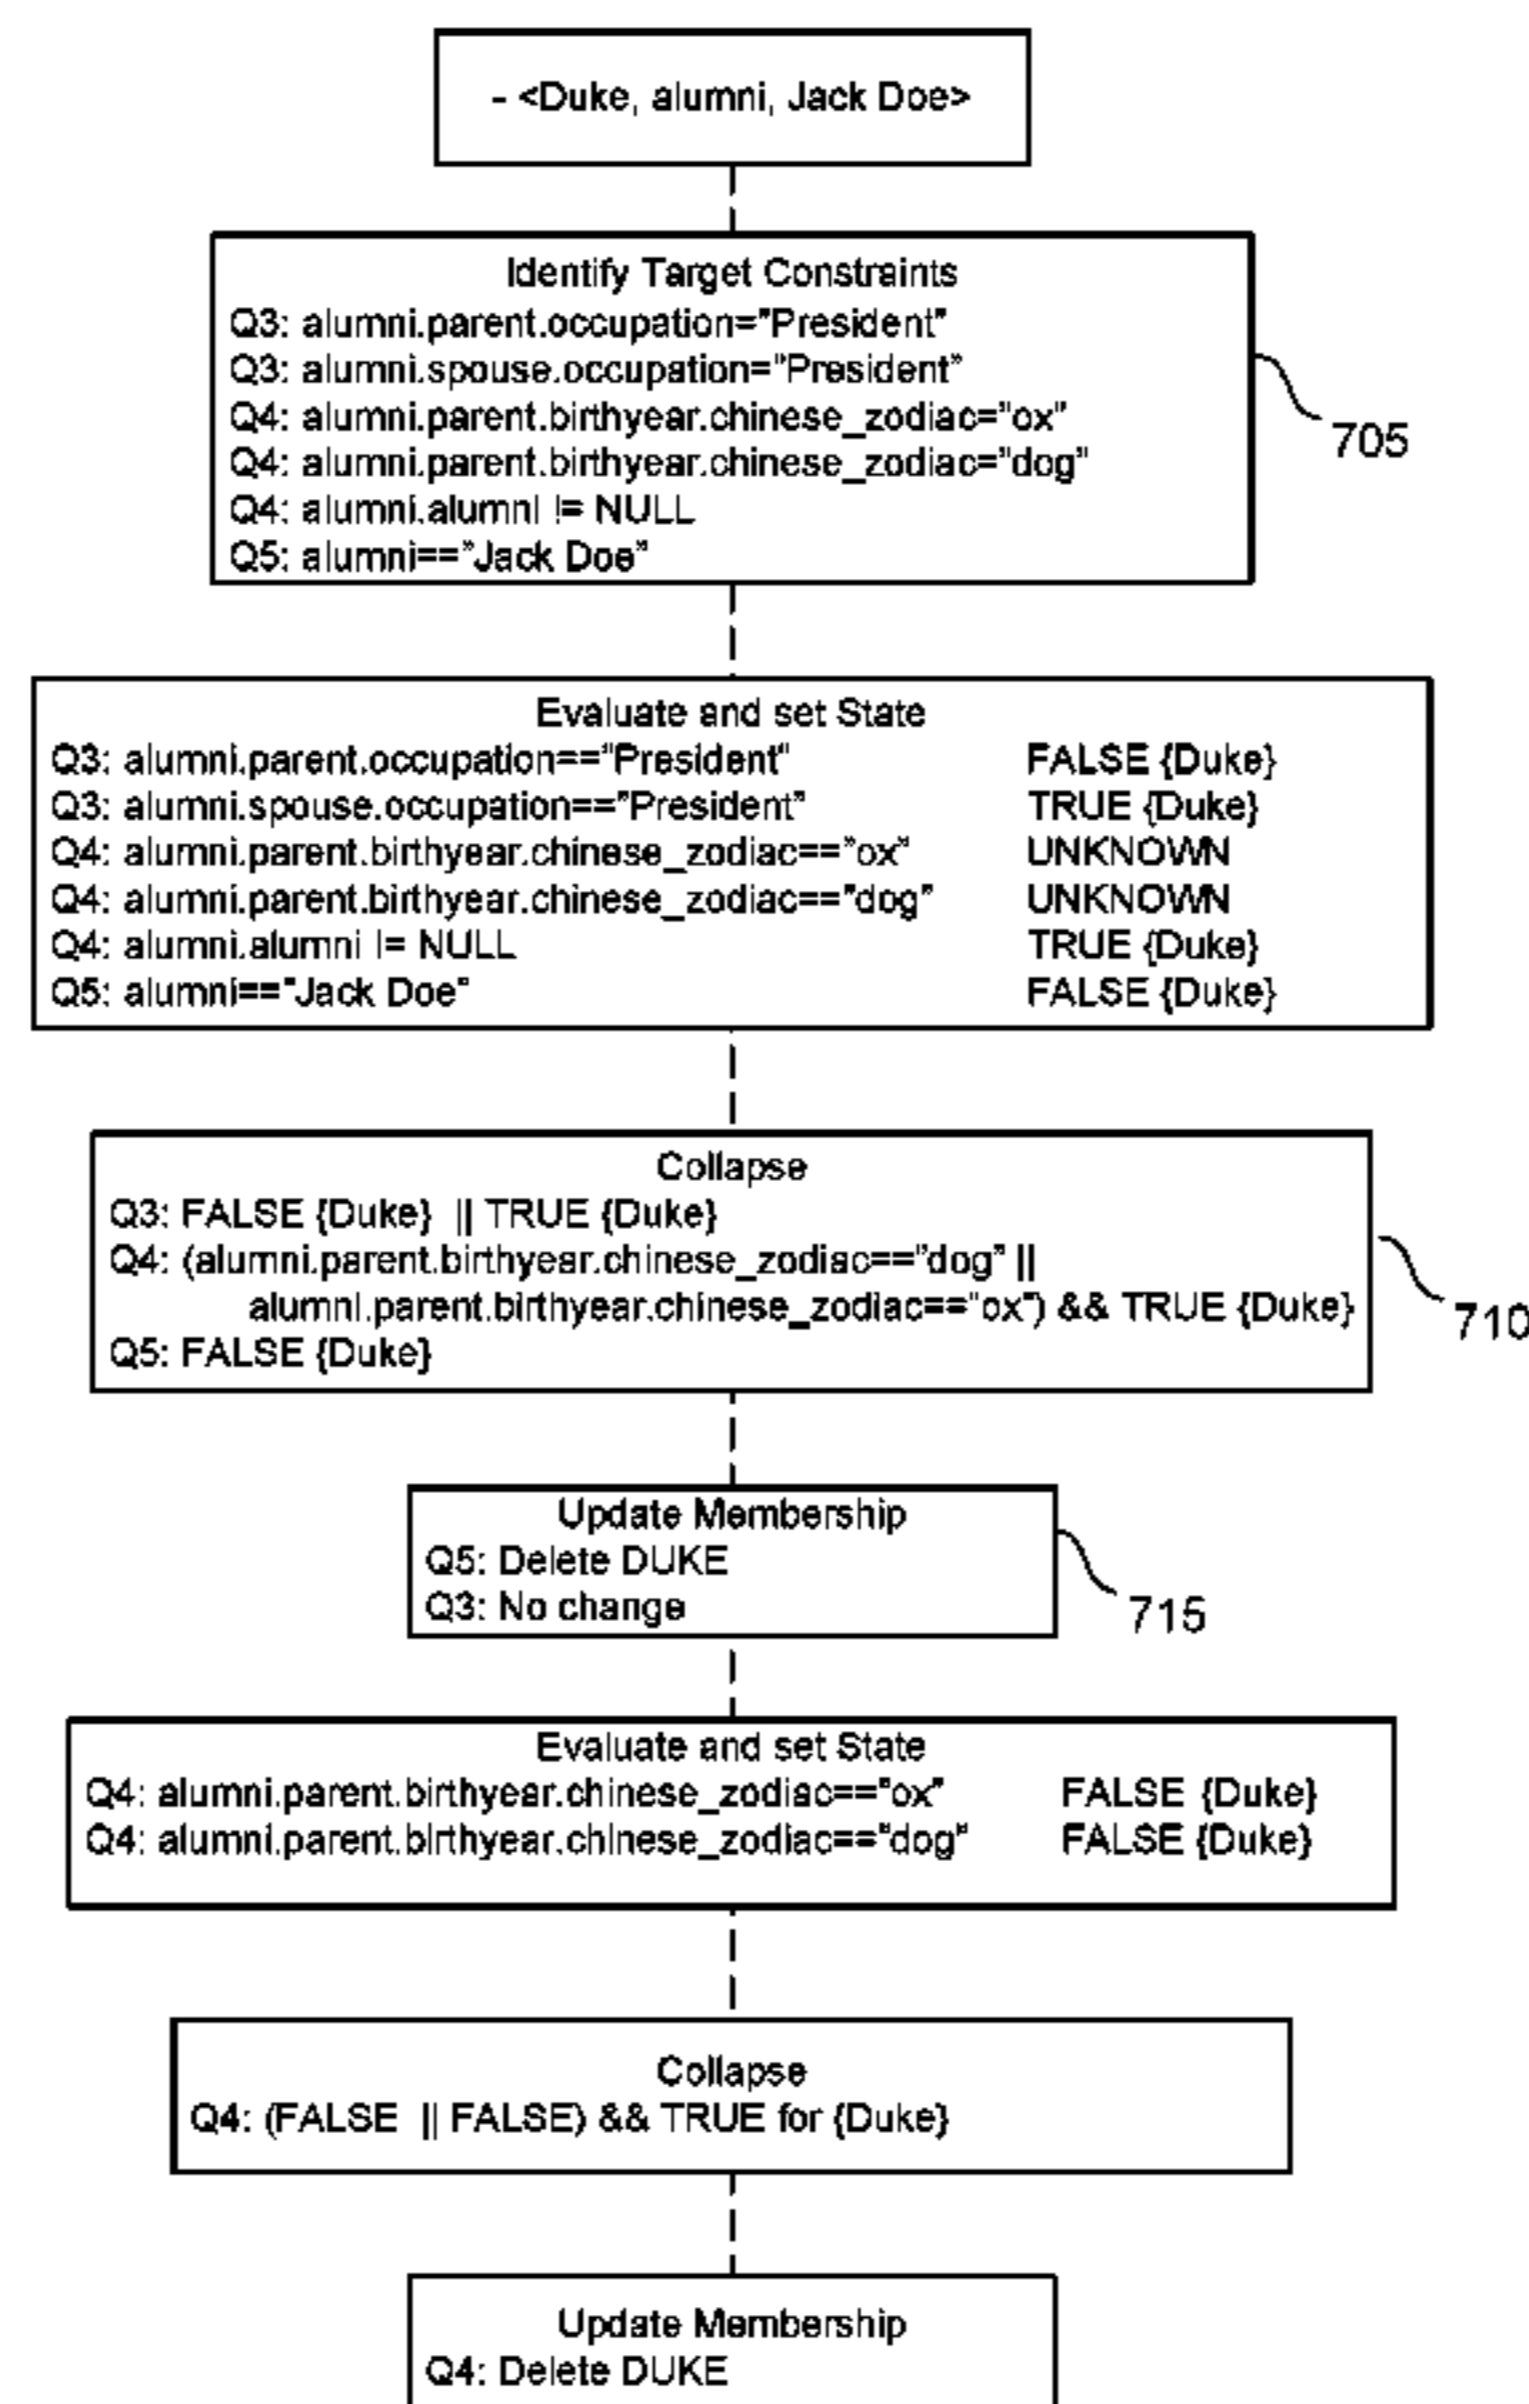 - <Duke, alumni, Jack Doe>
Identify Target Constraints
Q3: alumni.parent.occupation="President"
Q3: alumni.spouse.occupation="President"
Q4: alumni.parent.birthyear.chinese_zodiac="ox"
Q4: alumni.parent.birthyear.chinese_zodiac="dog"
Q4: alumni.alumni != NULL
Q5: alumni=="Jack Doe"
705
Evaluate and set State
Q3: alumni.parent.occupation=="President" FALSE {Duke}
Q3: alumni.spouse.occupation=="President" TRUE {Duke}
Q4: alumni.parent.birthyear.chinese_zodiac=="ox" UNKNOWN
Q4: alumni.parent.birthyear.chinese_zodiac=="dog" UNKNOWN
Q4: alumni.alumni != NULL TRUE {Duke}
Q5: alumni=="Jack Doe" FALSE {Duke}
Collapse
Q3: FALSE {Duke} || TRUE {Duke}
Q4: (alumni.parent.birthyear.chinese_zodiac=="dog" ||
alumni.parent.birthyear.chinese_zodiac=="ox") && TRUE {Duke}
Q5: FALSE {Duke}
710
Update Membership
Q5: Delete DUKE
Q3: No change
715
Evaluate and set State
Q4: alumni.parent.birthyear.chinese_zodiac=="ox" FALSE {Duke}
Q4: alumni.parent.birthyear.chinese_zodiac=="dog" FALSE {Duke}
Collapse
Q4: (FALSE || FALSE) && TRUE for {Duke}
Update Membership
Q4: Delete DUKE